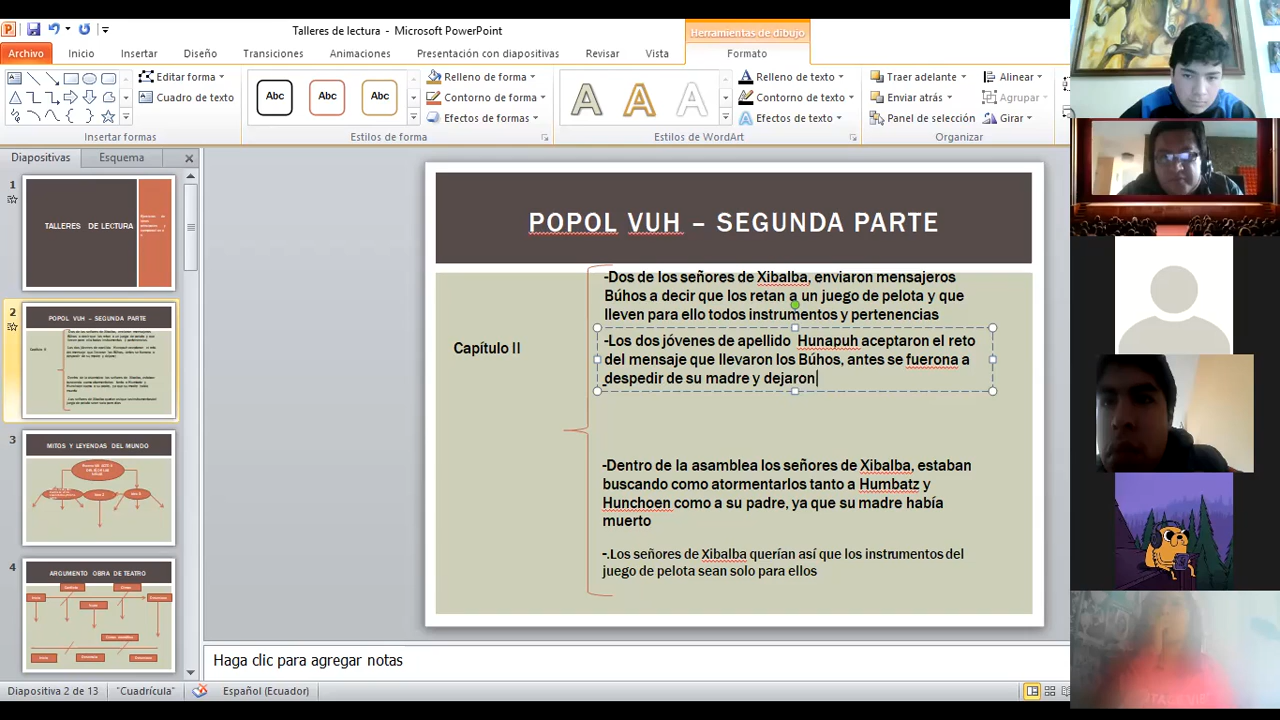 Talleres de lectura - Microsoft PowerPoint
Herramientas de dibujo
Archivo Inicio Insertar Diseño Transiciones Animaciones Presentación con diapositivas Revisar Vista Formato
Editar forma
Cuadro de texto
Insertar formas
Abc Abc Abc
Relleno de forma
Contorno de forma
Efectos de formas
Estilos de forma
Relleno de texto
Contorno de texto
Efectos de texto
Estilos de WordArt
Traer adelante
Enviar atrás
Panel de selección
Alinear
Agrupar
Girar
Organizar
Diapositivas Esquema
1
TALLERES DE LECTURA
2
POPOL VUH – SEGUNDA PARTE
3
MITOS Y LEYENDAS DEL MUNDO
4
ARGUMENTO OBRA DE TEATRO
POPOL VUH – SEGUNDA PARTE
Capítulo II
-Dos de los señores de Xibalba, enviaron mensajeros
Búhos a decir que los retan a un juego de pelota y que
lleven para ello todos instrumentos y pertenencias
-Los dos jóvenes de apellido Hunapuh aceptaron el reto
del mensaje que llevaron los Búhos, antes se fuerona a
despedir de su madre y dejaron
-Dentro de la asamblea los señores de Xibalba, estaban
buscando como atormentarlos tanto a Humbatz y
Hunchoen como a su padre, ya que su madre había
muerto
-.Los señores de Xibalba querían así que los instrumentos del
juego de pelota sean solo para ellos
Haga clic para agregar notas
Diapositiva 2 de 13 "Cuadrícula" Español (Ecuador)